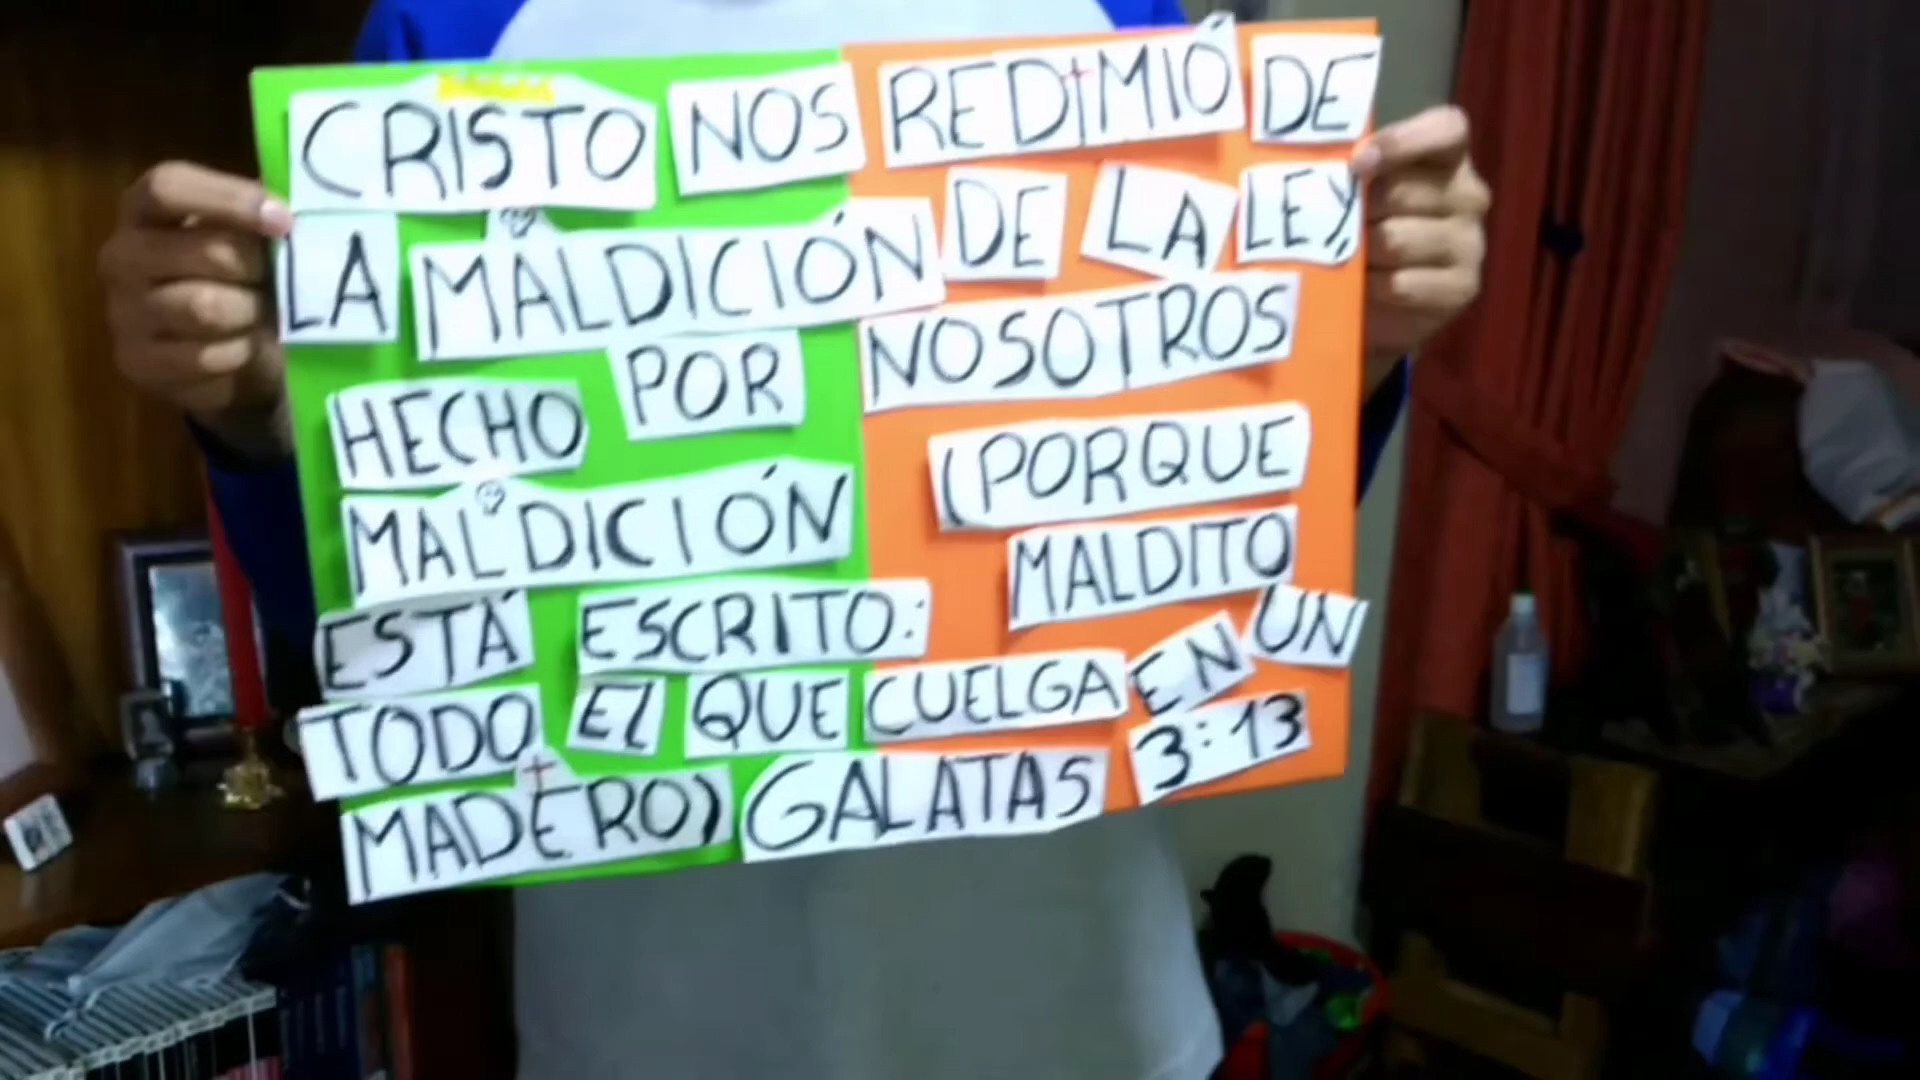 CRISTO NOS REDIMIÓ DE
LA MALDICIÓN DE LA LEY,
HECHO POR NOSOTROS
MALDICIÓN (PORQUE
ESTÁ ESCRITO: MALDITO
TODO EL QUE CUELGA EN UN
MADERO) GALATAS 3:13